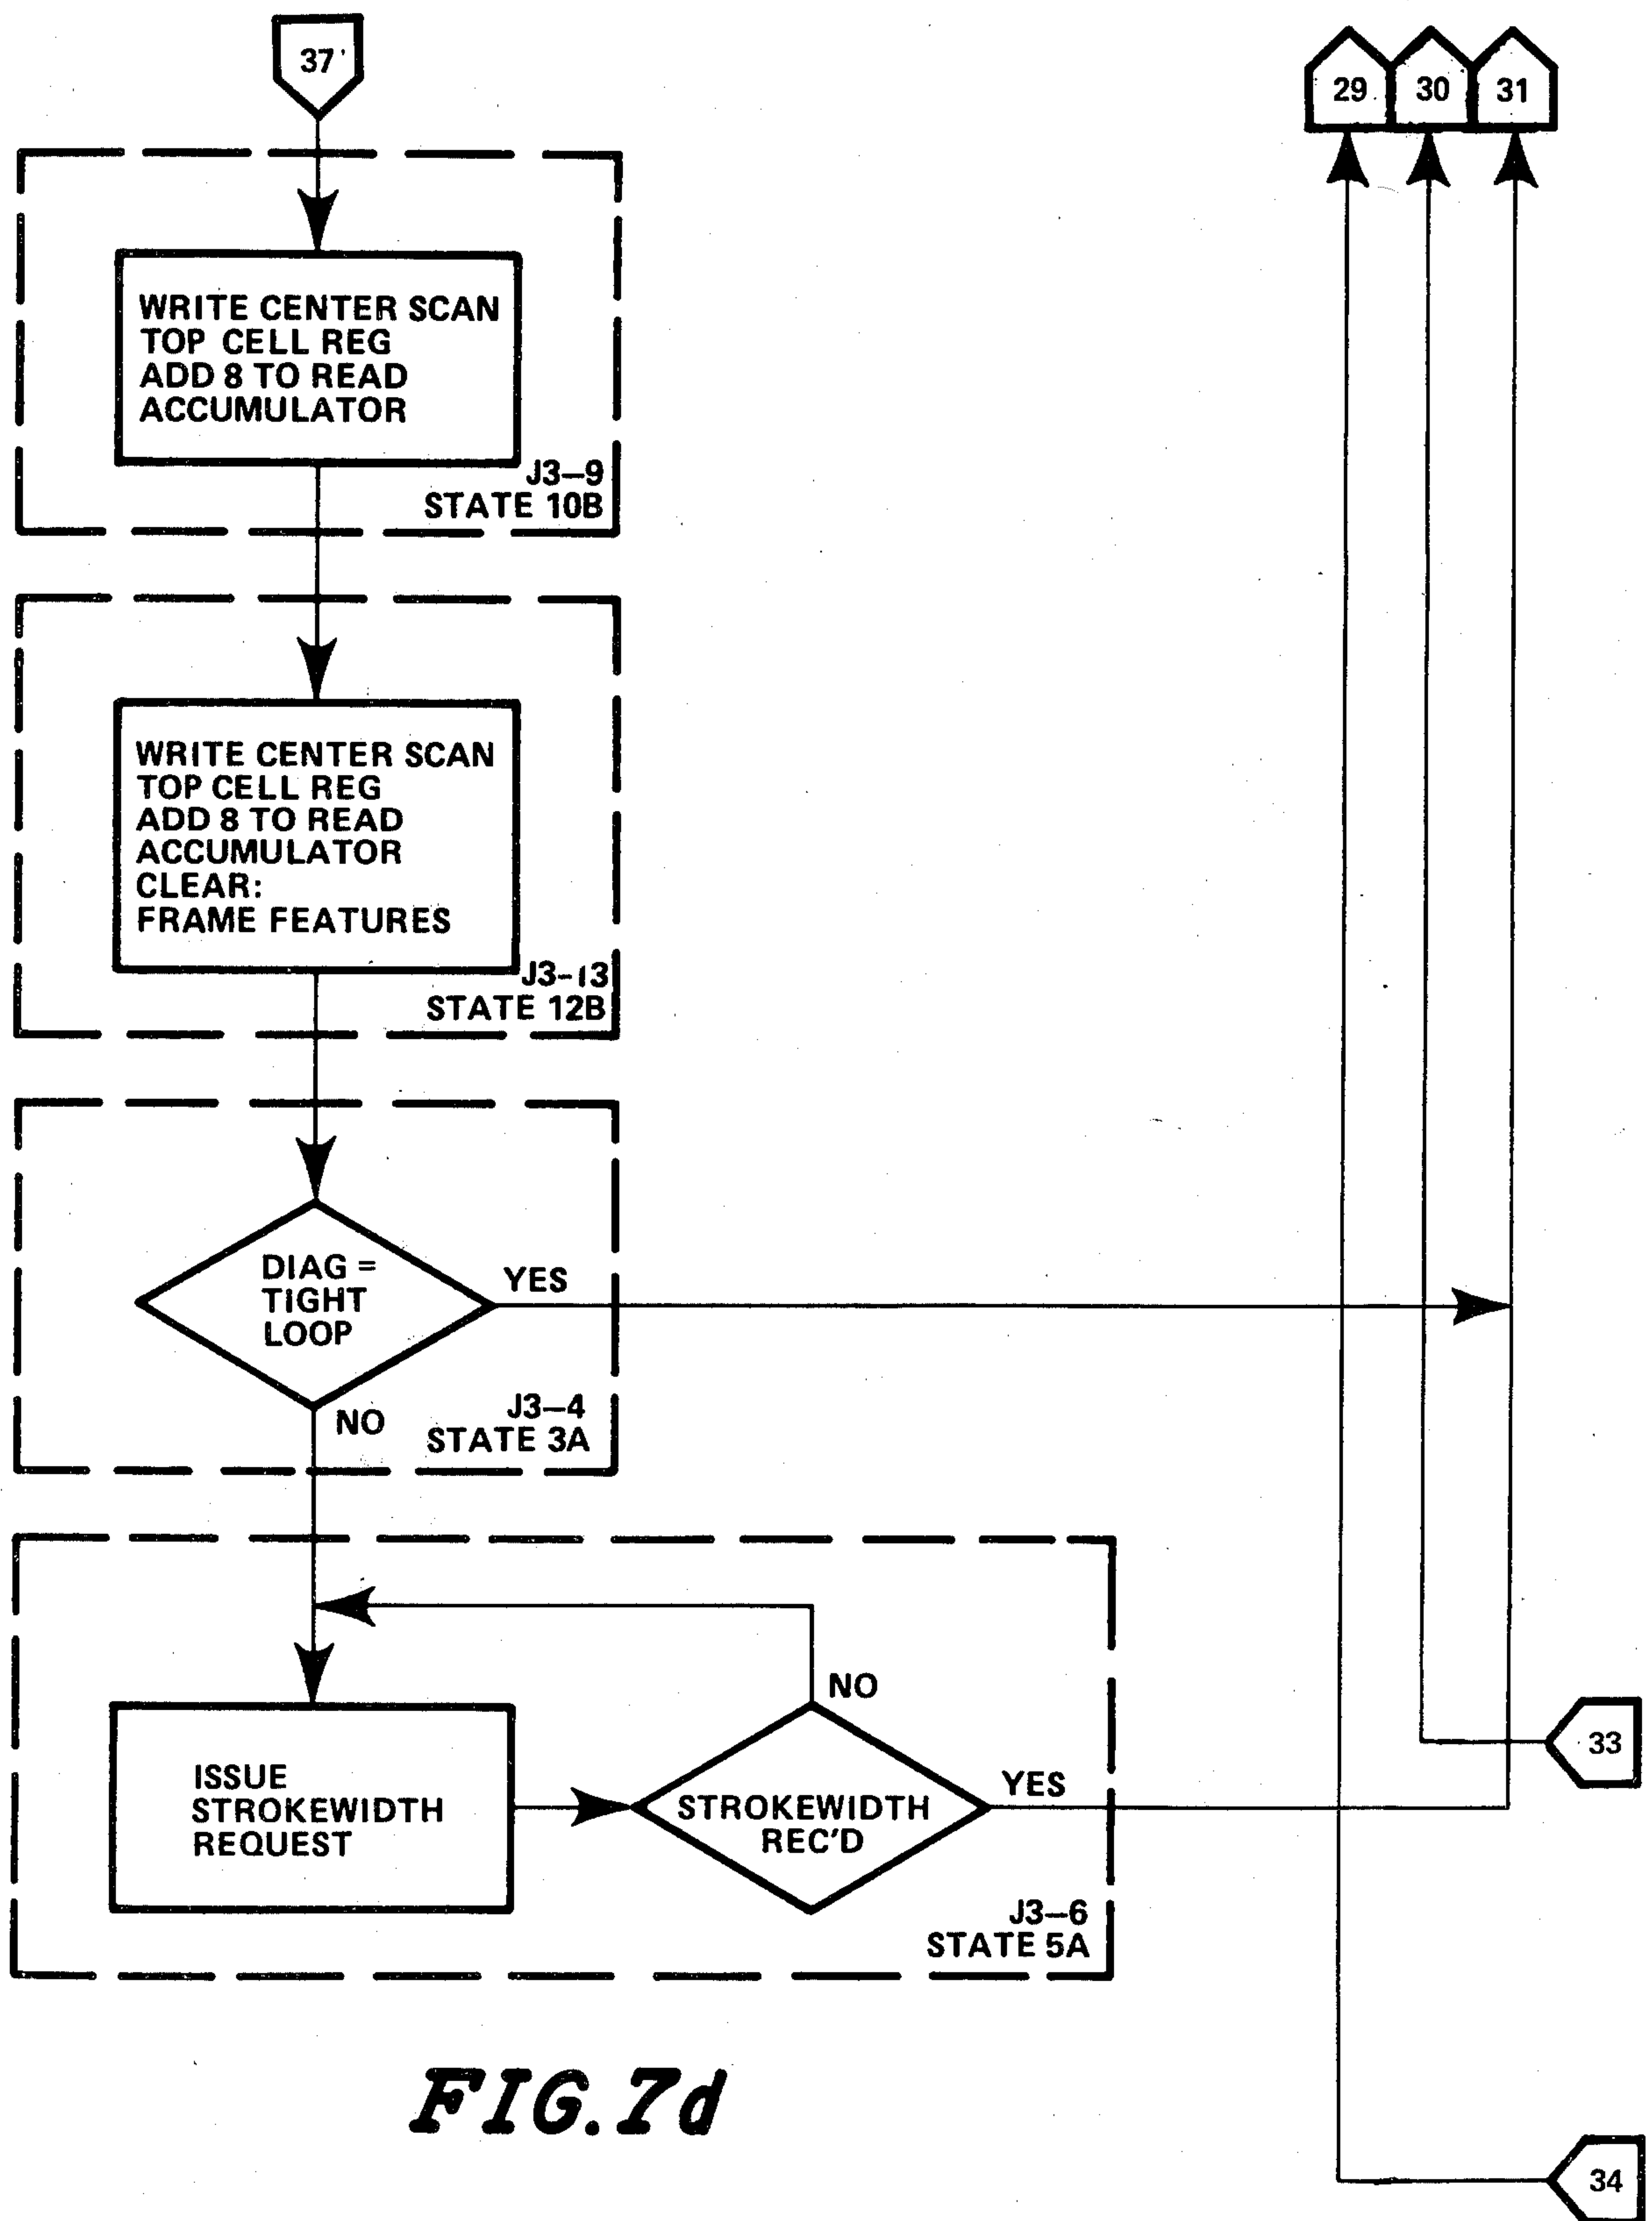 37
29
30
31
WRITE CENTER SCAN
TOP CELL REG
ADD 8 TO READ
ACCUMULATOR
J3–9
STATE 10B
WRITE CENTER SCAN
TOP CELL REG
ADD 8 TO READ
ACCUMULATOR
CLEAR:
FRAME FEATURES
J3–13
STATE 12B
DIAG =
TIGHT
LOOP
YES
NO
J3–4
STATE 3A
ISSUE
STROKEWIDTH
REQUEST
NO
STROKEWIDTH
REC'D
YES
J3–6
STATE 5A
33
34
FIG. 7d